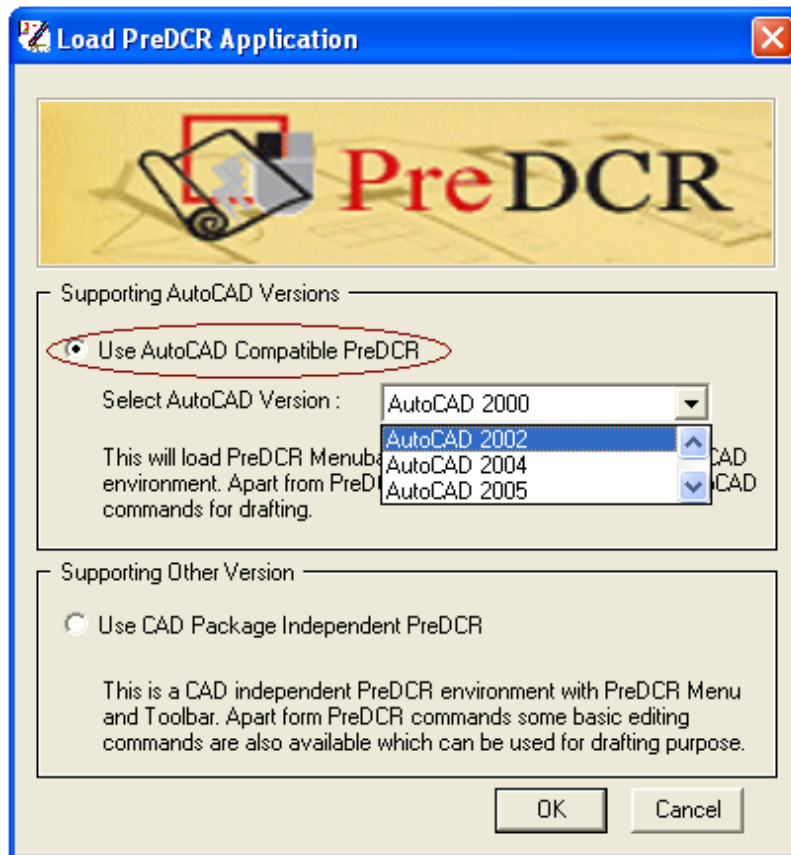 Load PreDCR Application
PreDCR
Supporting AutoCAD Versions
Use AutoCAD Compatible PreDCR
Select AutoCAD Version :
AutoCAD 2000
AutoCAD 2002
AutoCAD 2004
AutoCAD 2005
This will load PreDCR Menuba CAD
environment. Apart from PreD CAD
commands for drafting.
Supporting Other Version
Use CAD Package Independent PreDCR
This is a CAD independent PreDCR environment with PreDCR Menu
and Toolbar. Apart form PreDCR commands some basic editing
commands are also available which can be used for drafting purpose.
OK
Cancel